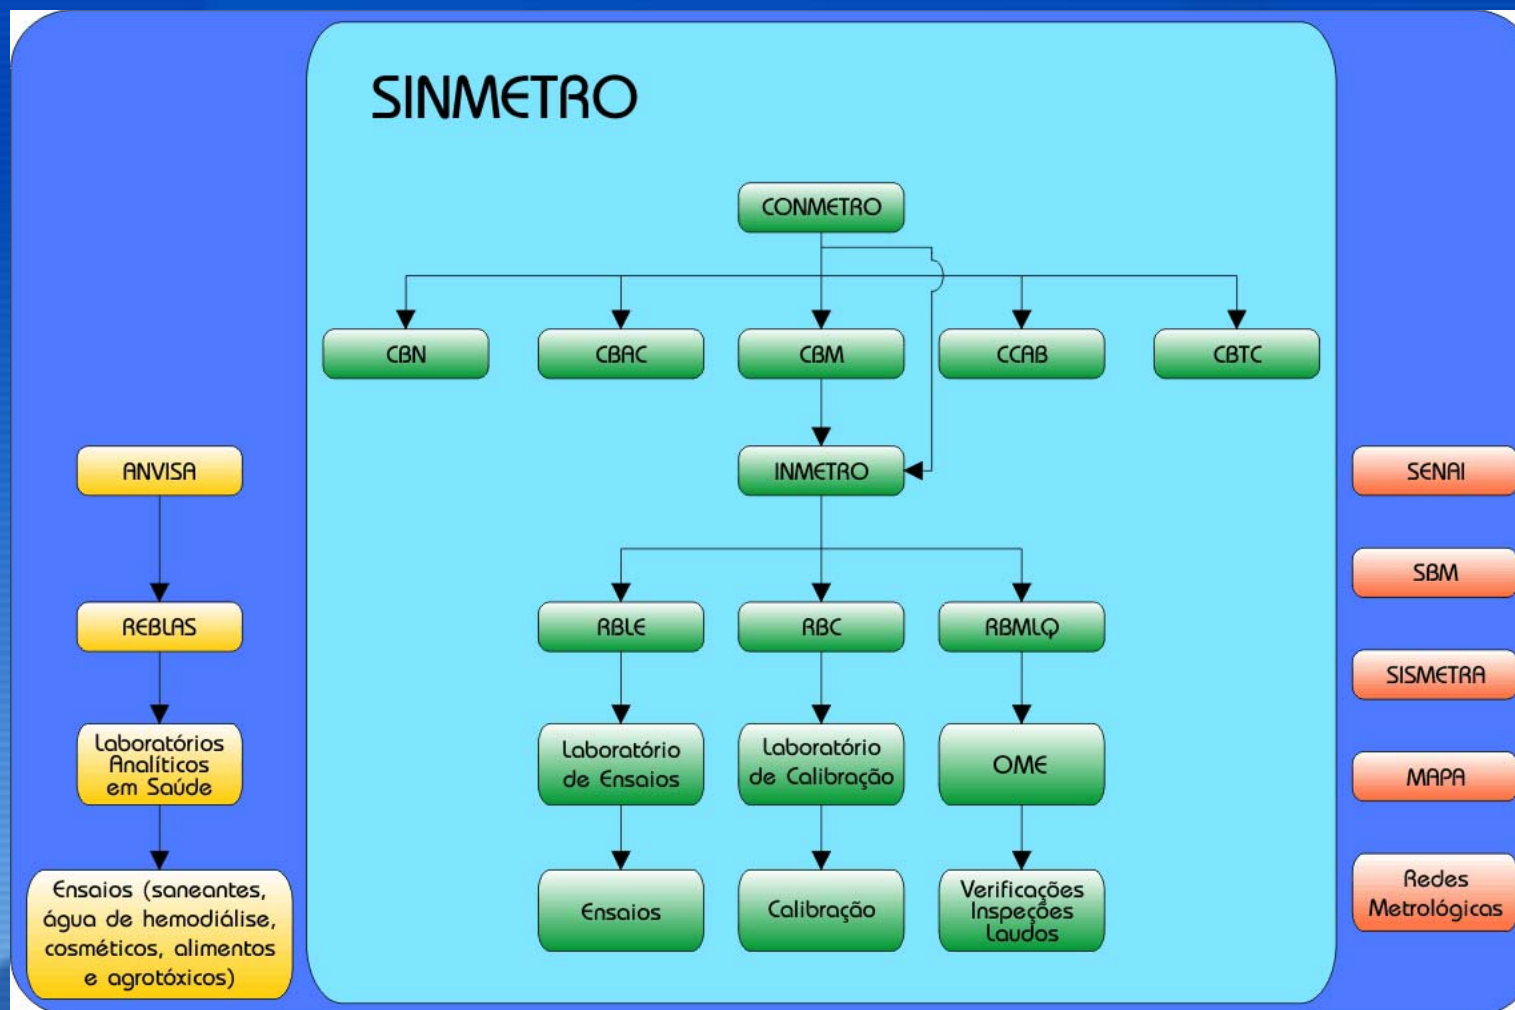 SINMETRO
CONMETRO
CBN
CBAC
CBM
CCAB
CBTC
ANVISA
INMETRO
SENAI
SBM
REBLAS
RBLE
RBC
RBMLQ
SISMETRA
Laboratórios
Analíticos
em Saúde
Laboratório
de Ensaios
Laboratório
de Calibração
OME
MAPA
Ensaios (saneantes,
água de hemodiálise,
cosméticos, alimentos
e agrotóxicos)
Ensaios
Calibração
Verificações
Inspeções
Laudos
Redes
Metrológicas